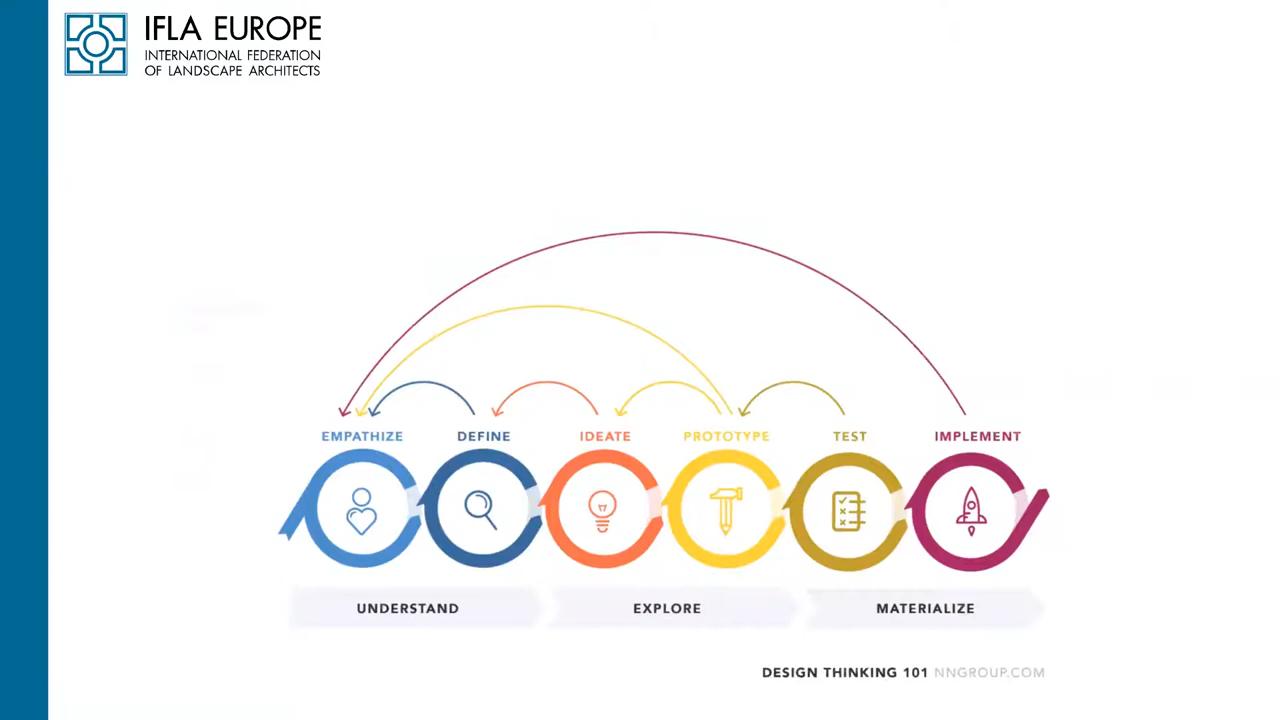 IFLA EUROPE
INTERNATIONAL FEDERATION
OF LANDSCAPE ARCHITECTS
EMPATHIZE
DEFINE
IDEATE
PROTOTYPE
TEST
IMPLEMENT
UNDERSTAND
EXPLORE
MATERIALIZE
DESIGN THINKING 101 NNGROUP.COM